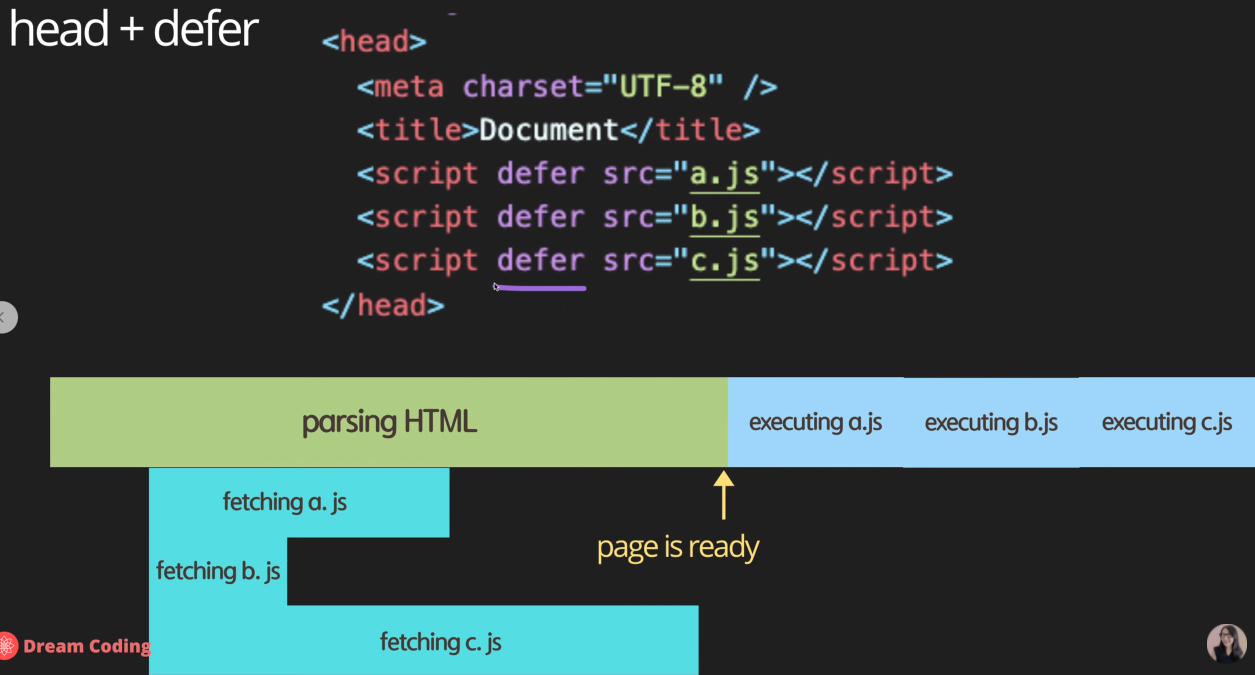 head + defer
<head>
<meta charset="UTF-8" />
<title>Document</title>
<script defer src="a.js"></script>
<script defer src="b.js"></script>
<script defer src="c.js"></script>
</head>
parsing HTML
executing a.js
executing b.js
executing c.js
fetching a. js
page is ready
fetching b. js
fetching c. js
Dream Coding